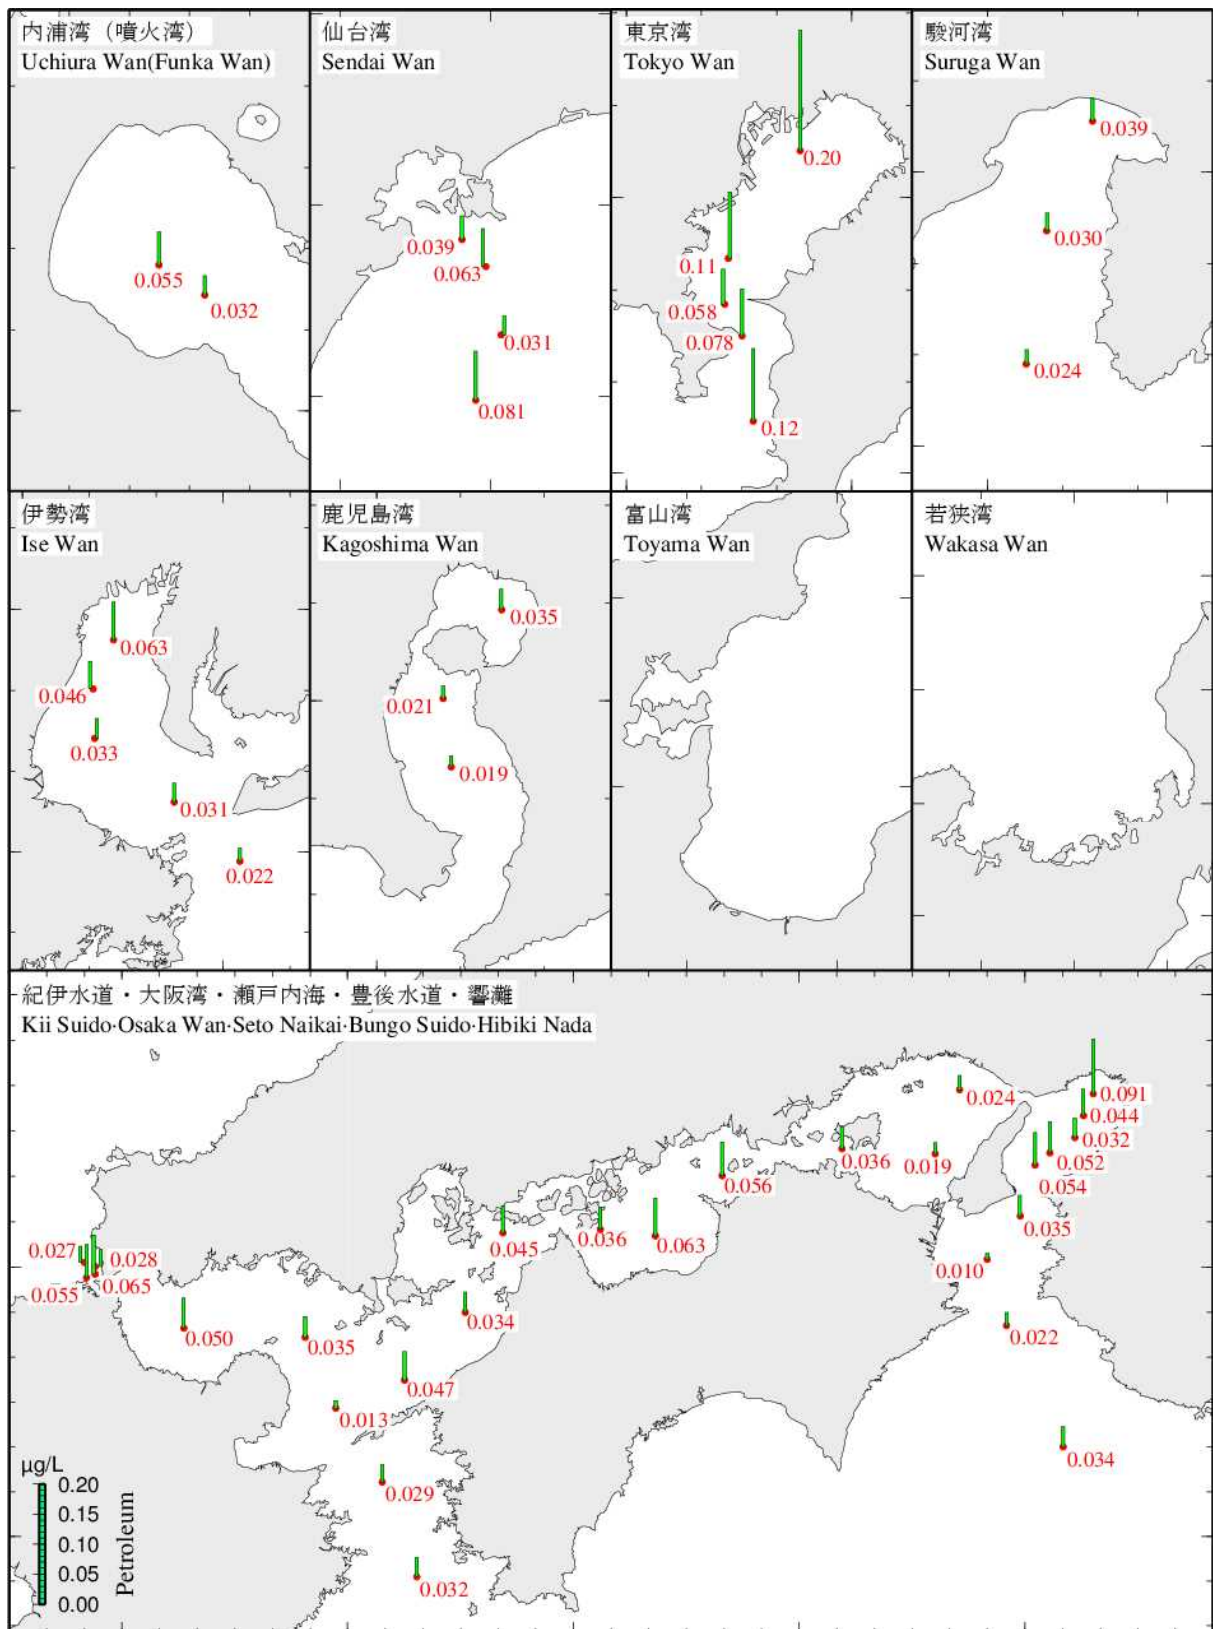 内浦湾（噴火湾）
Uchiura Wan(Funka Wan)
0.055
0.032
仙台湾
Sendai Wan
0.039
0.063
0.031
0.081
東京湾
Tokyo Wan
0.20
0.11
0.058
0.078
0.12
駿河湾
Suruga Wan
0.039
0.030
0.024
伊勢湾
Ise Wan
0.063
0.046
0.033
0.031
0.022
鹿児島湾
Kagoshima Wan
0.035
0.021
0.019
富山湾
Toyama Wan
若狭湾
Wakasa Wan
紀伊水道・大阪湾・瀬戸内海・豊後水道・響灘
Kii Suido·Osaka Wan·Seto Naikai·Bungo Suido·Hibiki Nada
0.024
0.091
0.044
0.032
0.036
0.019
0.052
0.056
0.054
0.035
0.045
0.036
0.063
0.027
0.028
0.010
0.065
0.055
0.034
0.022
0.050
0.035
0.047
0.013
0.034
0.029
0.032
µg/L
0.20
0.15
0.10
0.05
0.00
Petroleum